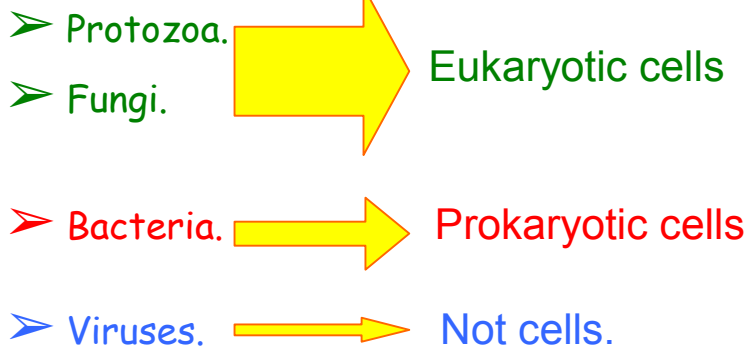 ➢ Protozoa.
Eukaryotic cells
➢ Fungi.
➢ Bacteria. Prokaryotic cells
➢ Viruses. Not cells.